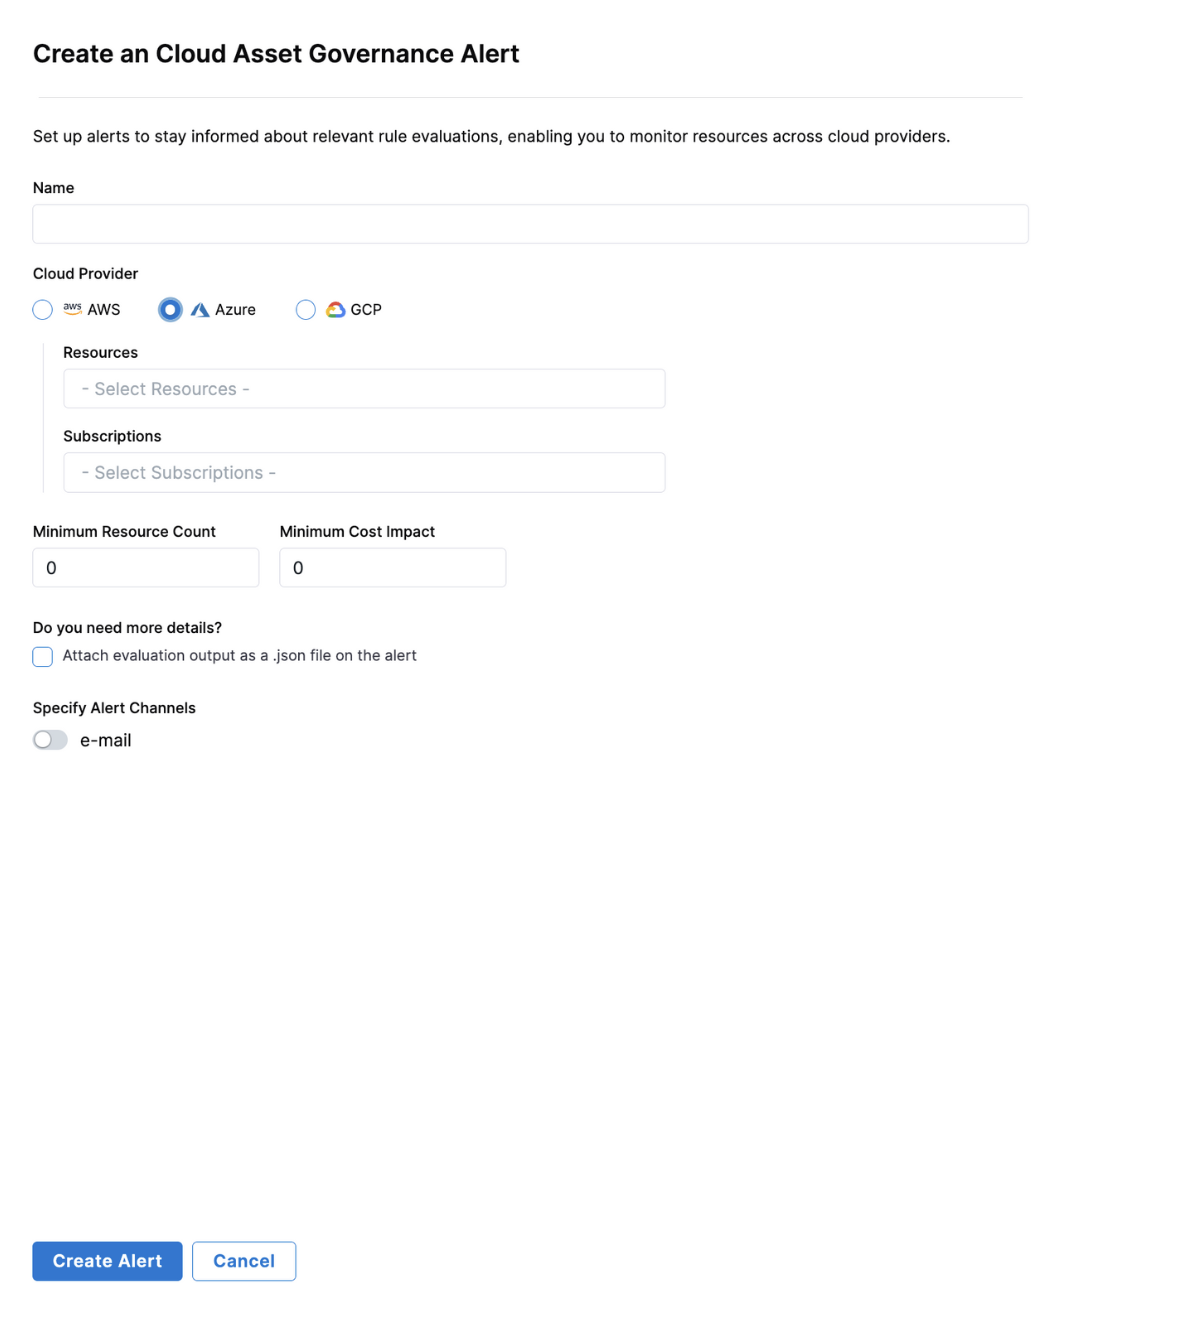 Create an Cloud Asset Governance Alert
Set up alerts to stay informed about relevant rule evaluations, enabling you to monitor resources across cloud providers.
Name
Cloud Provider
aws AWS Azure GCP
Resources
- Select Resources -
Subscriptions
- Select Subscriptions -
Minimum Resource Count Minimum Cost Impact
0 0
Do you need more details?
Attach evaluation output as a .json file on the alert
Specify Alert Channels
e-mail
Create Alert Cancel